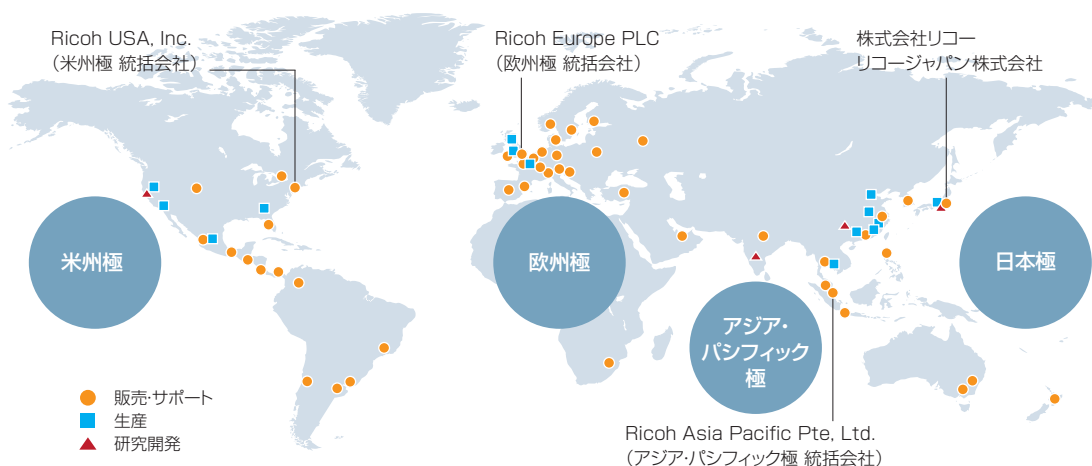 Ricoh USA, Inc.
（米州極 統括会社）
Ricoh Europe PLC
（欧州極 統括会社）
株式会社リコー
リコージャパン株式会社
米州極
欧州極
日本極
アジア・
パシフィック
極
販売・サポート
生産
研究開発
Ricoh Asia Pacific Pte, Ltd.
（アジア・パシフィック極 統括会社）